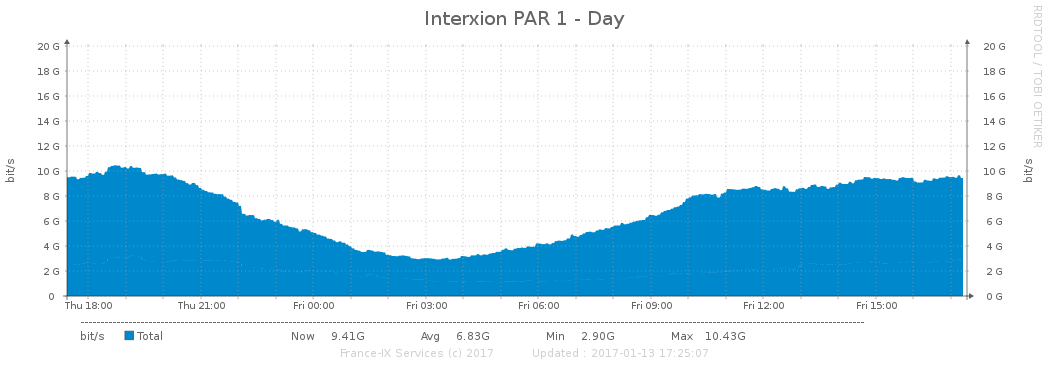 Interxion PAR 1 - Day
RRDTOOL / TOBI OETIKER
20 G 20 G
18 G 18 G
16 G 16 G
14 G 14 G
12 G 12 G
10 G 10 G
8 G 8 G
6 G 6 G
4 G 4 G
2 G 2 G
0 0 G
bit/s
bit/s
Thu 18:00 Thu 21:00 Fri 00:00 Fri 03:00 Fri 06:00 Fri 09:00 Fri 12:00 Fri 15:00
bit/s Total Now 9.41G Avg 6.83G Min 2.90G Max 10.43G
France-IX Services (c) 2017 Updated : 2017-01-13 17:25:07